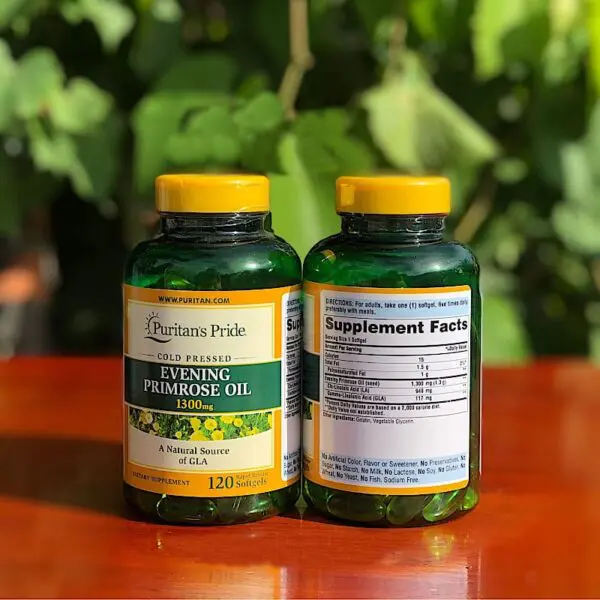 WWW.PURITAN.COM
Puritan's Pride
COLD PRESSED
EVENING
PRIMROSE OIL
1300mg
A Natural Source
of GLA
DIETARY SUPPLEMENT
120 Rapid Release
Softgels
DIRECTIONS: For adults, take one (1) softgel, five times daily,
preferably with meals.
Supplement Facts
Serving Size 1 Softgel
Amount Per Serving %Daily Value
Calories 15
Total Fat 1.5 g 2%*
Polyunsaturated Fat 1 g
Evening Primrose Oil (seed) 1,300 mg (1.3 g) **
Cis-Linoleic Acid (LA) **
Gamma-Linolenic Acid (GLA) 117 mg **
*Percent Daily Values are based on a 2,000 calorie diet.
**Daily Value not established.
Other Ingredients: Gelatin, Vegetable Glycerin.
No Artificial Color, Flavor or Sweetener, No Preservatives, No
Sugar, No Starch, No Milk, No Lactose, No Soy, No Gluten, No
Wheat, No Yeast, No Fish, Sodium Free.